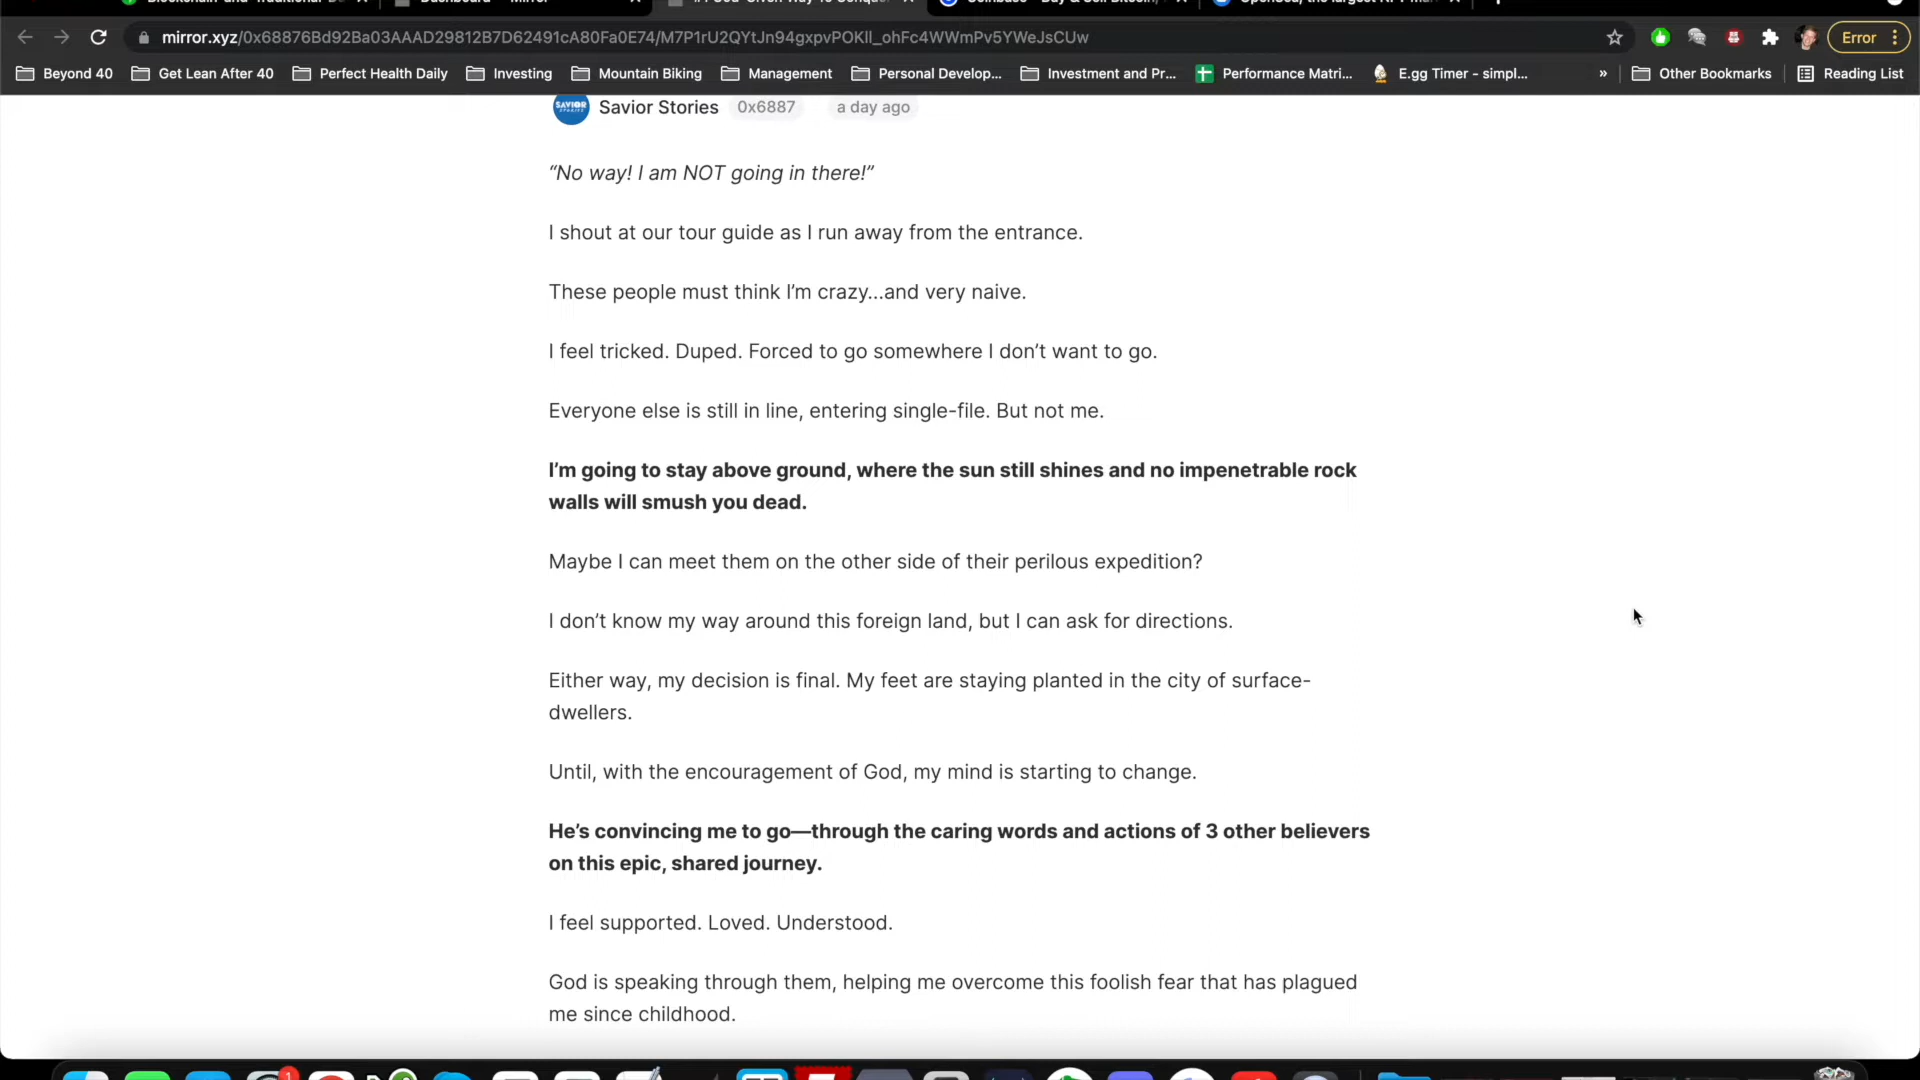 Dashboard — Mirror
mirror.xyz/0x68876Bd92Ba03AAAD29812B7D62491cA80Fa0E74/M7P1rU2QYtJn94gxpvPOKll_ohFc4WWmPv5YWeJsCUw
Error
Beyond 40
Get Lean After 40
Perfect Health Daily
Investing
Mountain Biking
Management
Personal Develop...
Investment and Pr...
Performance Matri...
E.gg Timer - simpl...
»
Other Bookmarks
Reading List
SAVIOR
Savior Stories 0x6887 a day ago
“No way! I am NOT going in there!”
I shout at our tour guide as I run away from the entrance.
These people must think I’m crazy...and very naive.
I feel tricked. Duped. Forced to go somewhere I don’t want to go.
Everyone else is still in line, entering single-file. But not me.
I’m going to stay above ground, where the sun still shines and no impenetrable rock
walls will smush you dead.
Maybe I can meet them on the other side of their perilous expedition?
I don’t know my way around this foreign land, but I can ask for directions.
Either way, my decision is final. My feet are staying planted in the city of surface-
dwellers.
Until, with the encouragement of God, my mind is starting to change.
He’s convincing me to go—through the caring words and actions of 3 other believers
on this epic, shared journey.
I feel supported. Loved. Understood.
God is speaking through them, helping me overcome this foolish fear that has plagued
me since childhood.
1